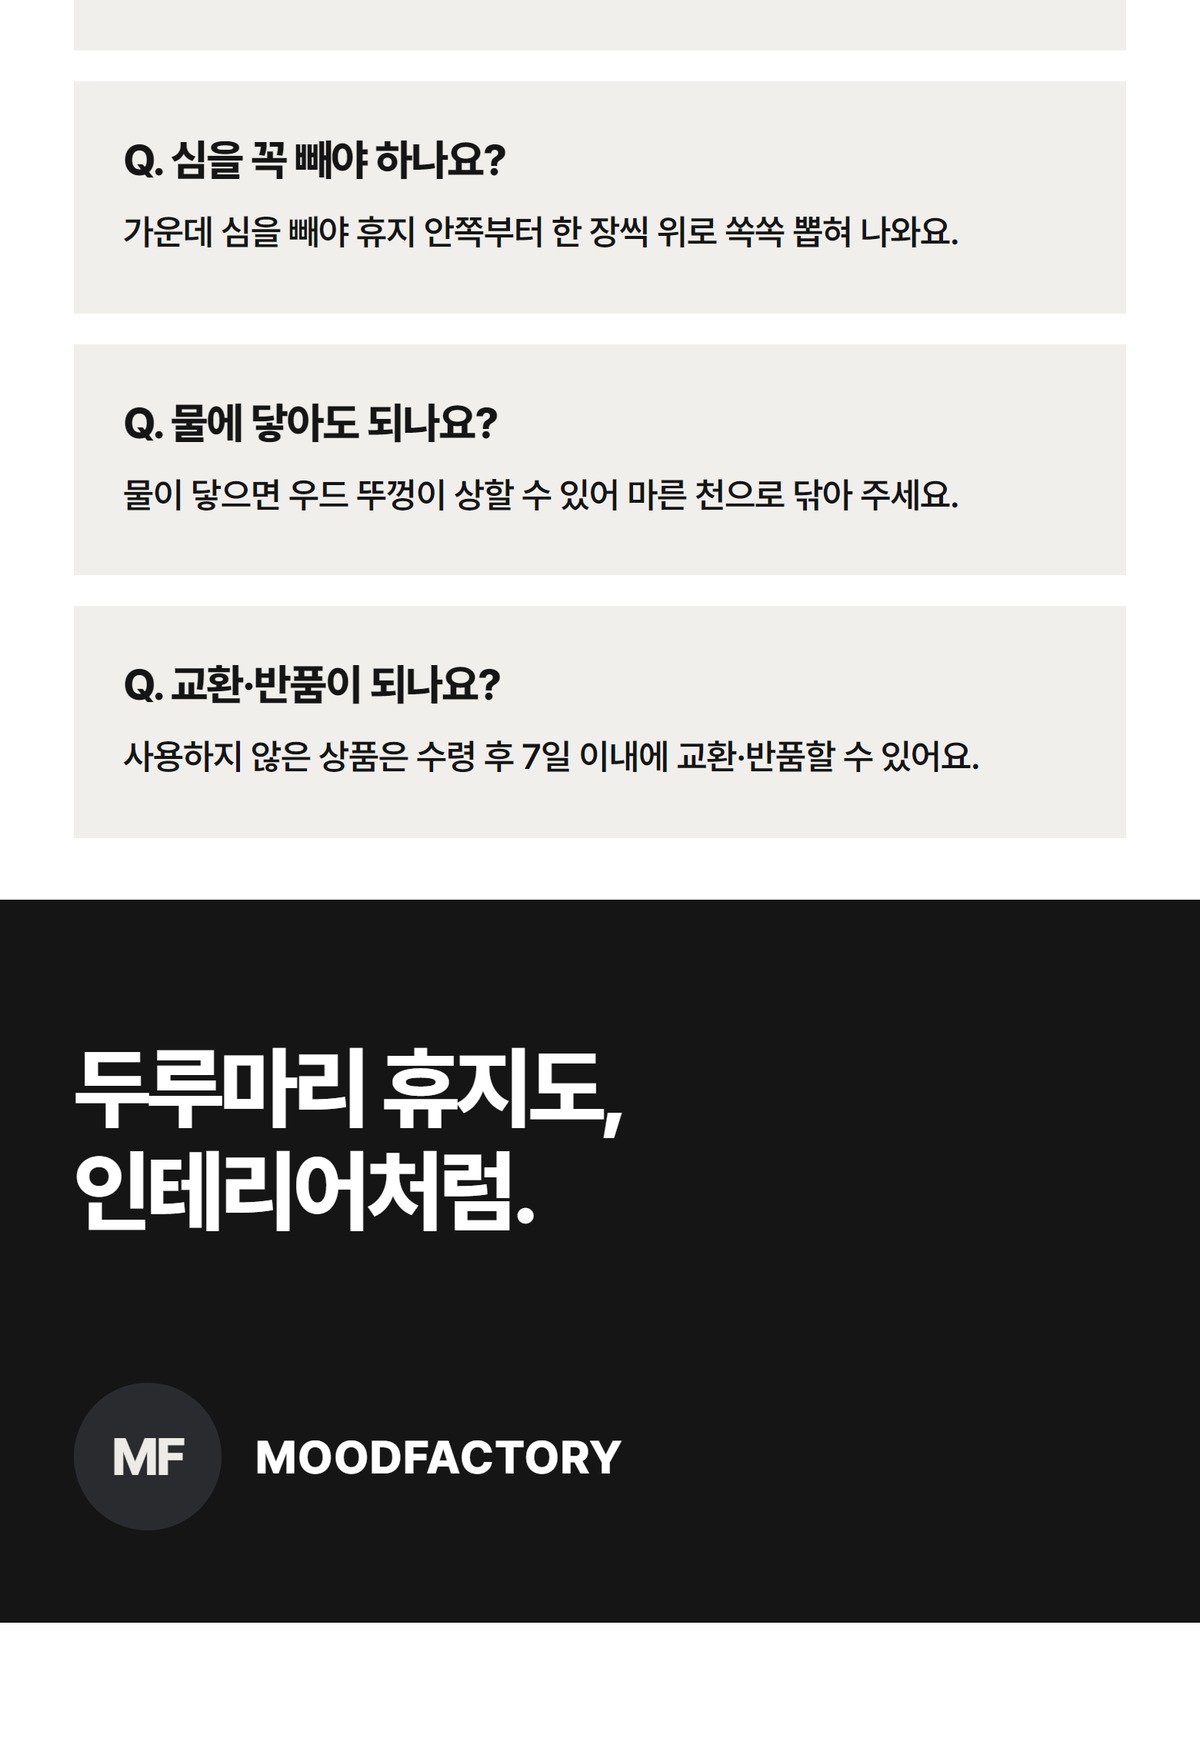 Q. 심을 꼭 빼야 하나요?
가운데 심을 빼야 휴지 안쪽부터 한 장씩 위로 쏙쏙 뽑혀 나와요.
Q. 물에 닿아도 되나요?
물이 닿으면 우드 뚜껑이 상할 수 있어 마른 천으로 닦아 주세요.
Q. 교환·반품이 되나요?
사용하지 않은 상품은 수령 후 7일 이내에 교환·반품할 수 있어요.
두루마리 휴지도,
인테리어처럼.
MF MOODFACTORY